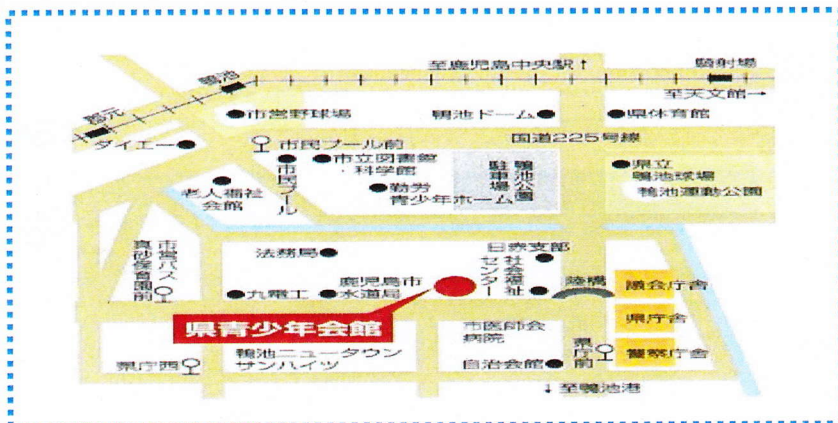 至鹿児島中央駅↑
騎射場
鴨池
至天文館→
郡元
市営野球場
鴨池ドーム
県体育館
ダイエー
市民プール前
国道225号線
市民プール
市立図書館
・科学館
鴨池公園
駐車場
県立
鴨池球場
鴨池運動公園
老人福祉
会館
勤労
青少年ホーム
市営バス
真砂保育園前
法務局
日赤支部
社会福祉
センター
九電工
鹿児島市
水道局
陸橋
議会庁舎
県青少年会館
市医師会
病院
県庁舎
県庁西
鴨池ニュータウン
サンハイツ
自治会館
県庁前
警察庁舎
↓至鴨池港